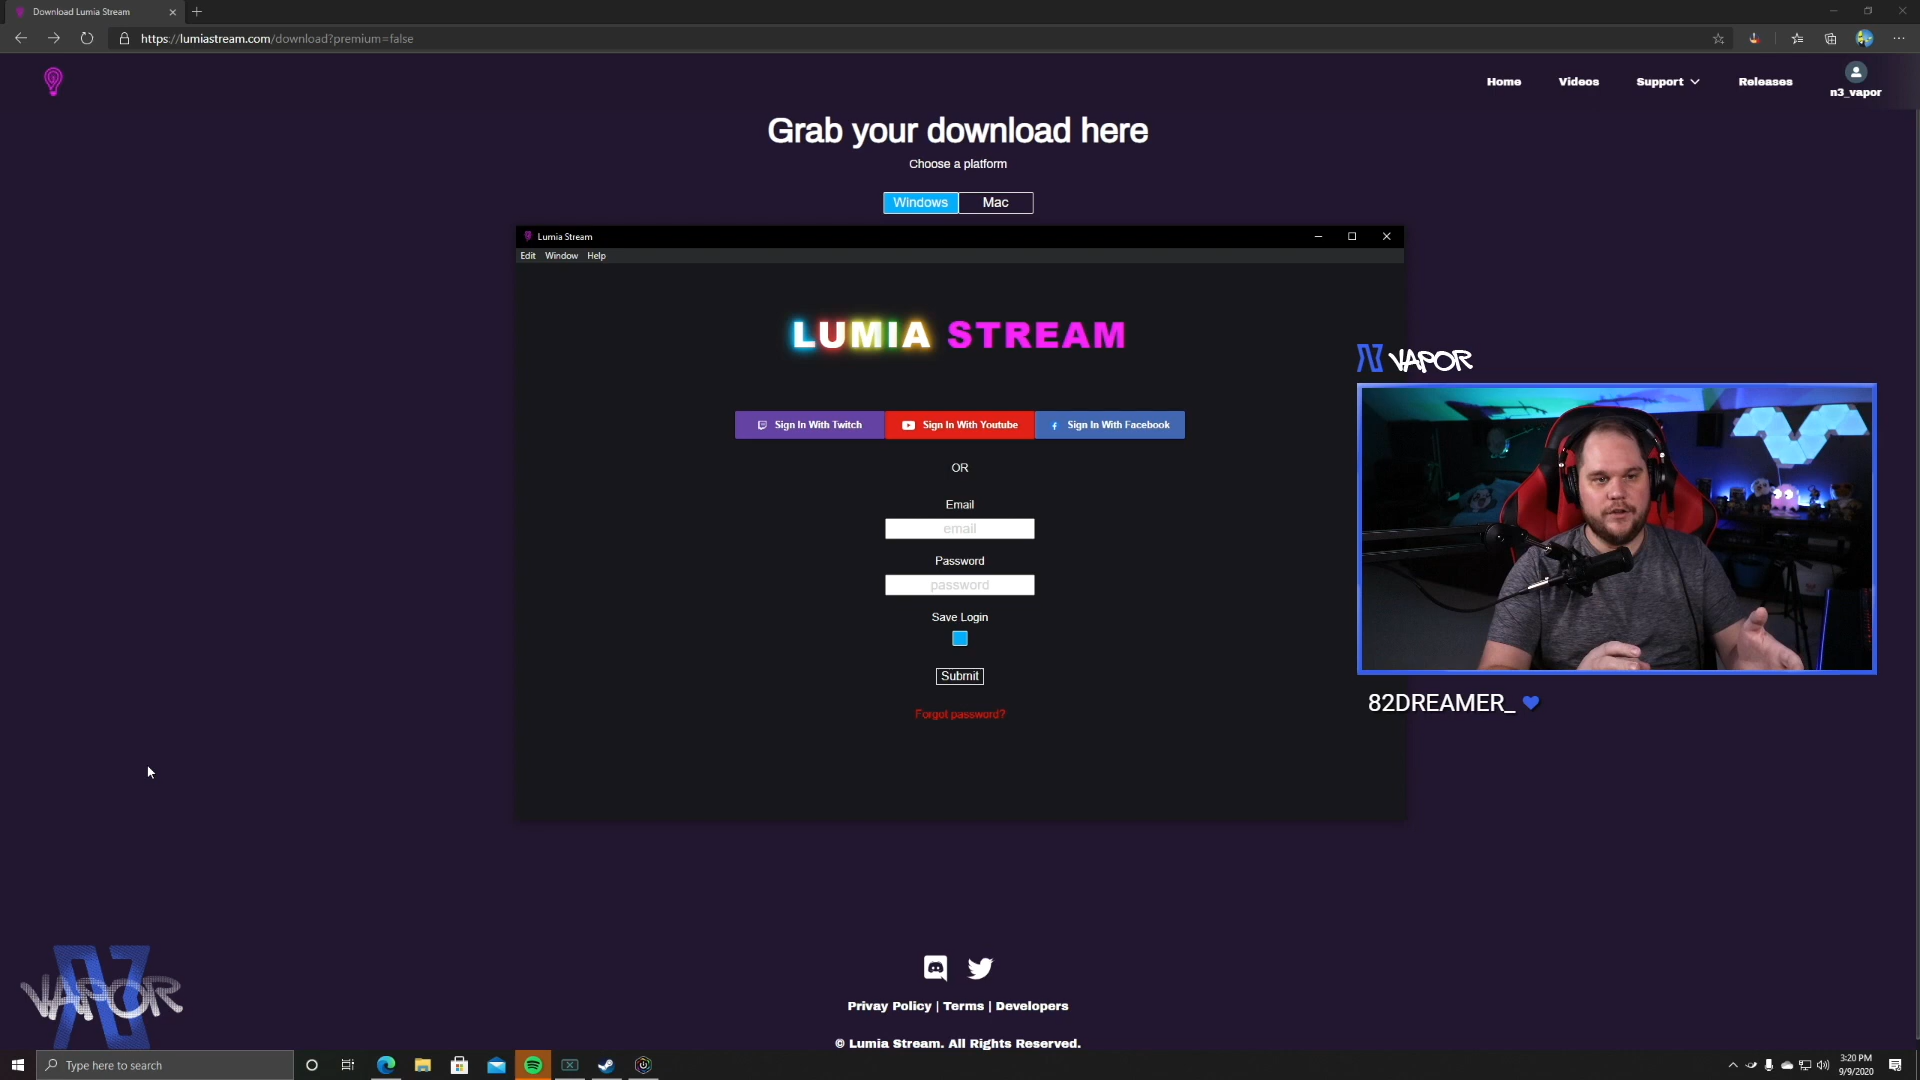 Download Lumia Stream
https://lumiastream.com/download?premium=false
Home Videos Support Releases
n3_vapor
Grab your download here
Choose a platform
Windows Mac
Lumia Stream
Edit Window Help
LUMIA STREAM
Sign In With Twitch Sign In With Youtube Sign In With Facebook
OR
Email
email
Password
password
Save Login
Submit
Forgot password?
VAPOR
82DREAMER_
VAPOR
Privay Policy | Terms | Developers
© Lumia Stream. All Rights Reserved.
Type here to search
3:20 PM
9/9/2020